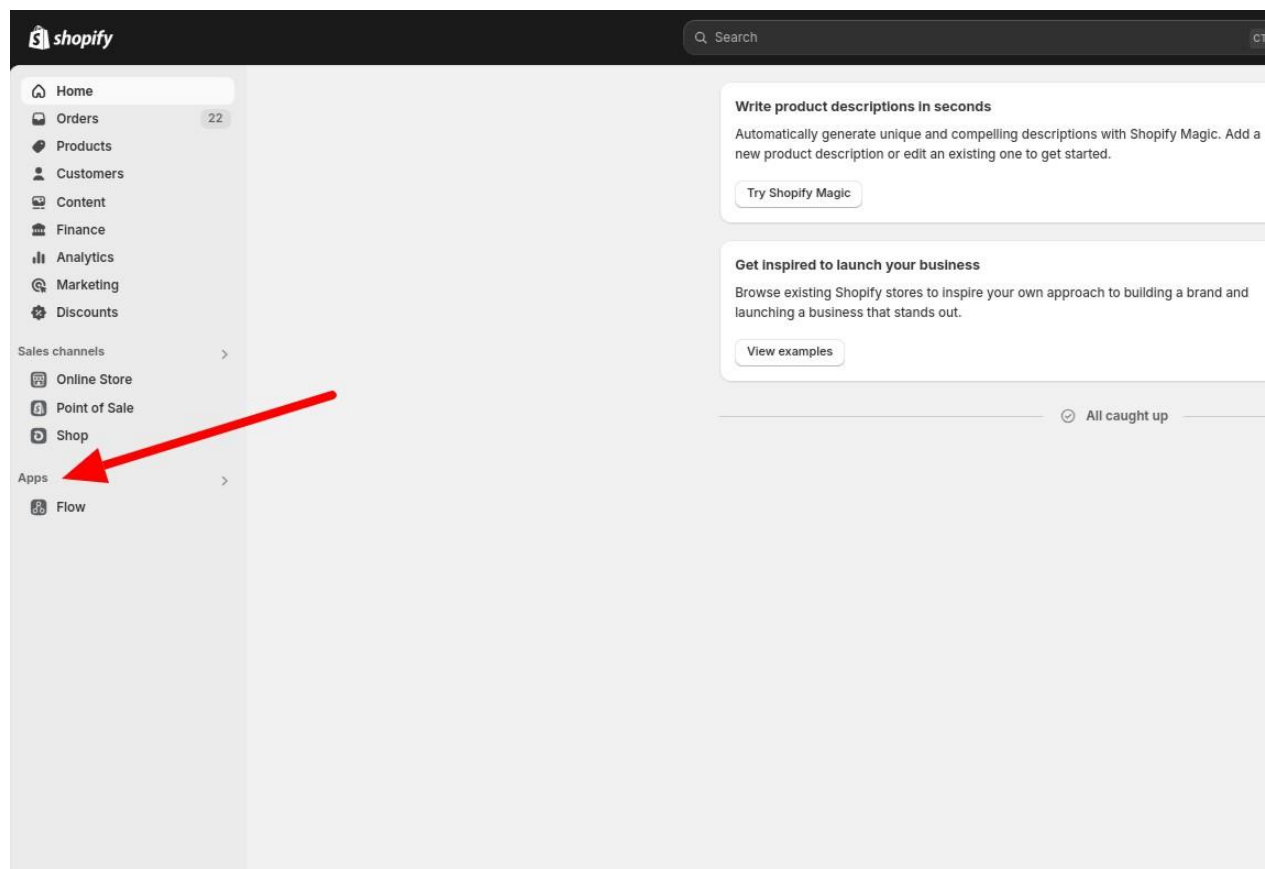 shopify
Search
Home
Orders 22
Products
Customers
Content
Finance
Analytics
Marketing
Discounts
Sales channels
Online Store
Point of Sale
Shop
Apps
Flow
Write product descriptions in seconds
Automatically generate unique and compelling descriptions with Shopify Magic. Add a
new product description or edit an existing one to get started.
Try Shopify Magic
Get inspired to launch your business
Browse existing Shopify stores to inspire your own approach to building a brand and
launching a business that stands out.
View examples
All caught up